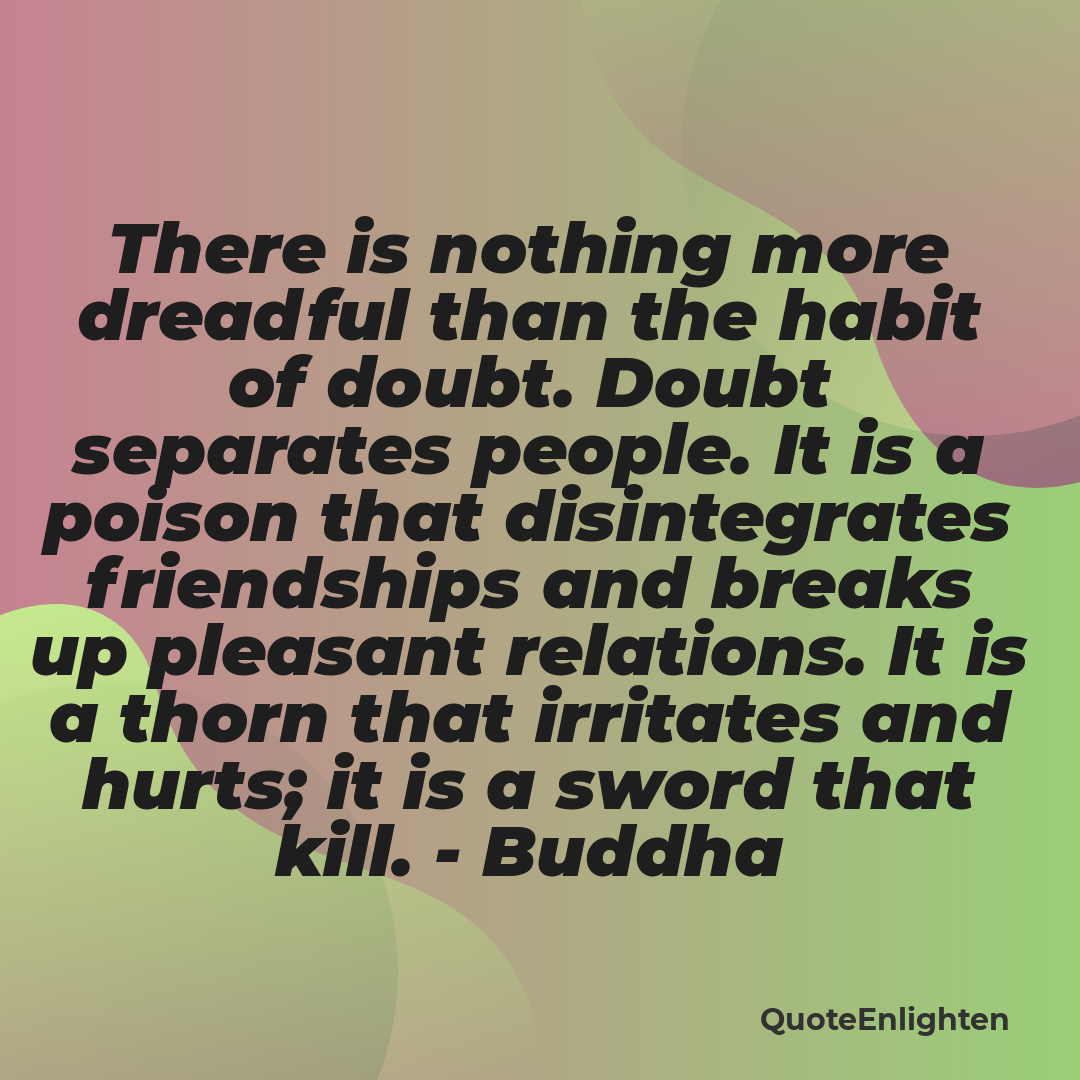 There is nothing more
dreadful than the habit
of doubt. Doubt
separates people. It is a
poison that disintegrates
friendships and breaks
up pleasant relations. It is
a thorn that irritates and
hurts; it is a sword that
kill. - Buddha
QuoteEnlighten